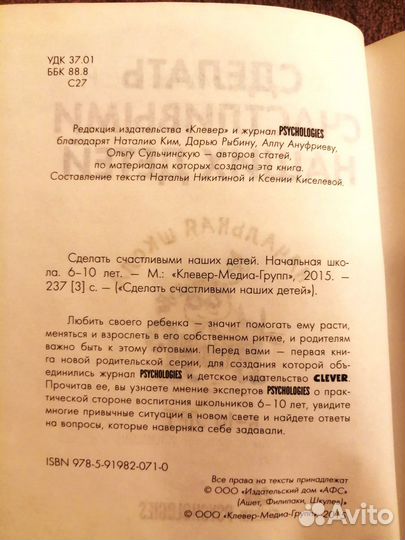 УДК 37.01
ББК 88.8
С27
Редакция издательства «Клевер» и журнал PSYCHOLOGIES
благодарят Наталию Ким, Дарью Рыбину, Аллу Ануфриеву,
Ольгу Сульчинскую — авторов статей,
по материалам которых создана эта книга.
Составление текста Натальи Никитиной и Ксении Киселевой.
Сделать счастливыми наших детей. Начальная шко-
ла. 6–10 лет. — М.: «Клевер-Медиа-Групп», 2015. —
237 [3] с. — («Сделать счастливыми наших детей»).
Любить своего ребенка — значит помогать ему расти,
меняться и взрослеть в его собственном ритме, и родителям
важно быть к этому готовыми. Перед вами — первая кни-
га новой родительской серии, для создания которой объ-
единились журнал PSYCHOLOGIES и детское издательство CLEVER.
Прочитав ее, вы узнаете мнение экспертов PSYCHOLOGIES о пра-
ктической стороне воспитания школьников 6–10 лет, увидите
многие привычные ситуации в новом свете и найдете ответы
на вопросы, которые наверняка себе задавали.
ISBN 978-5-91982-071-0
Все права на тексты принадлежат
© ООО «Издательский дом «АФС»
(Ашет, Филипаки, Шкулев)
© ООО «Клевер-Медиа-Групп»
Avito